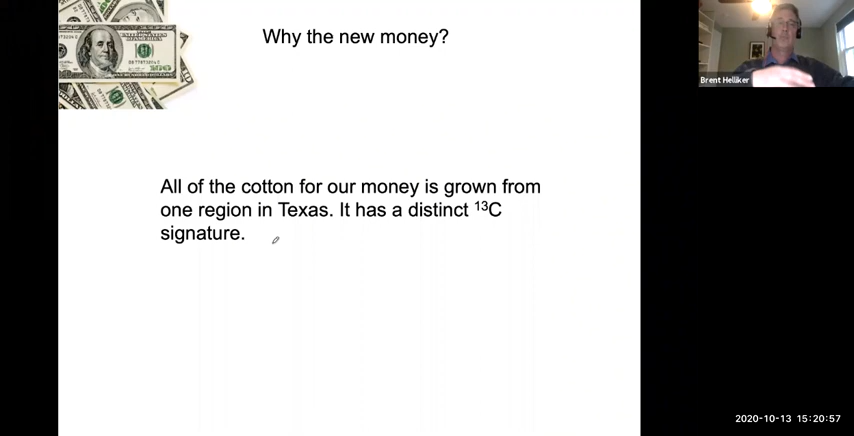 Why the new money?
Brent Helliker
All of the cotton for our money is grown from
one region in Texas. It has a distinct ¹³C
signature.
2020-10-13 15:20:57